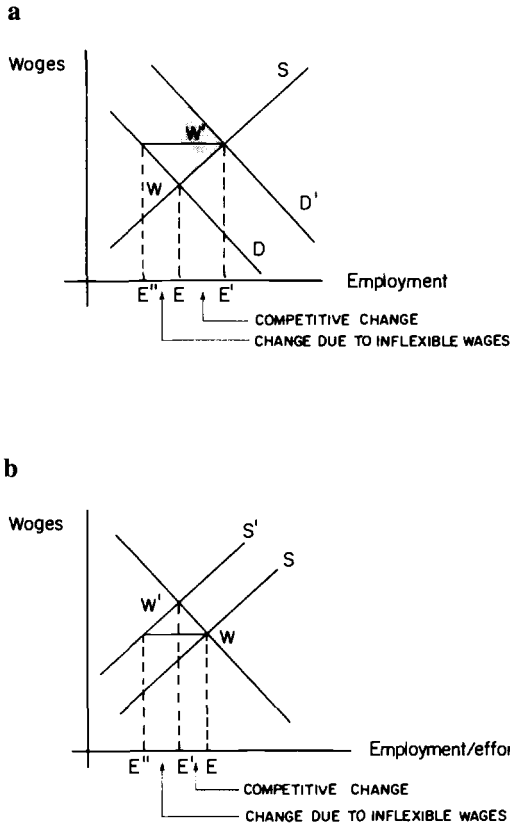 a
Woges
S
W'
W
D'
D
E" E E' Employment
COMPETITIVE CHANGE
CHANGE DUE TO INFLEXIBLE WAGES
b
Woges
S'
S
W'
W
E" E' E Employment/effor
COMPETITIVE CHANGE
CHANGE DUE TO INFLEXIBLE WAGES